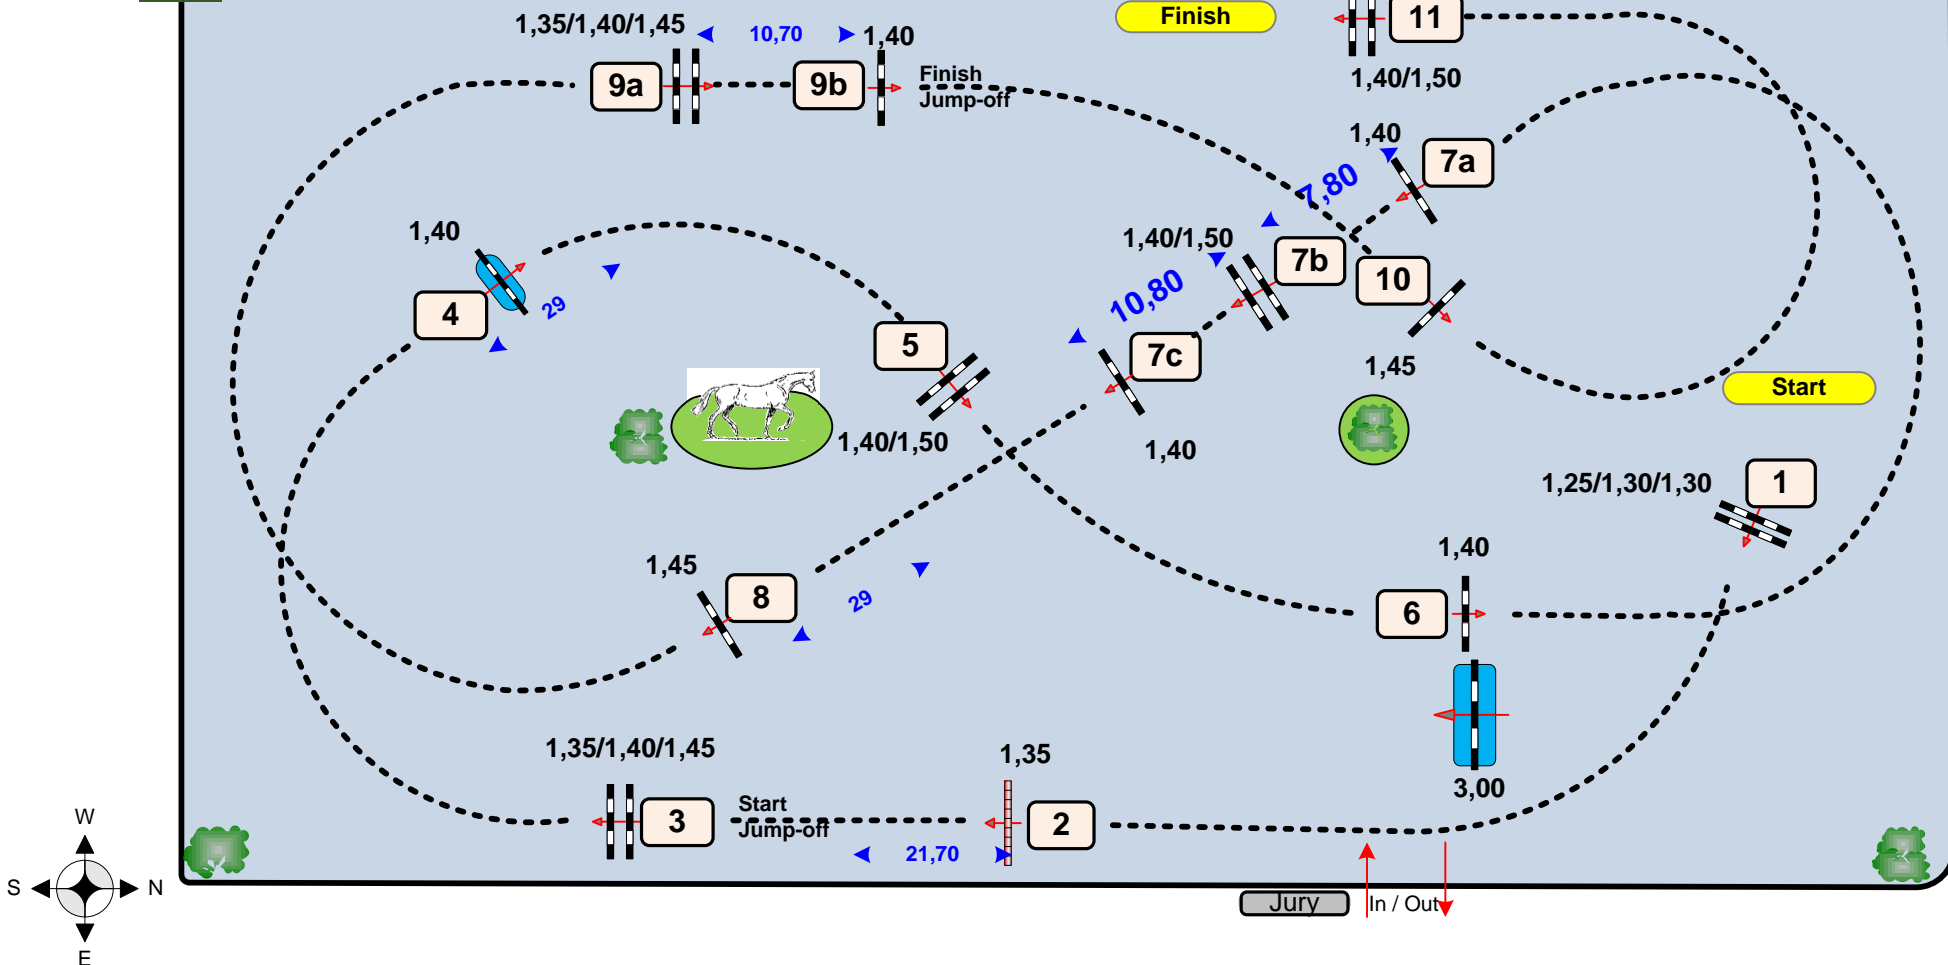 Finish
11
1,35/1,40/1,45
10,70
1,40
9a
9b
Finish
Jump-off
1,40/1,50
1,40
7a
7,80
1,40
1,40/1,50
7b
10
4
29
10,80
5
7c
1,45
Start
1,40/1,50
1,40
1,25/1,30/1,30
1
1,45
1,40
8
29
6
1,35/1,40/1,45
1,35
3,00
3
Start
Jump-off
2
21,70
W
S
N
E
Jury
In / Out